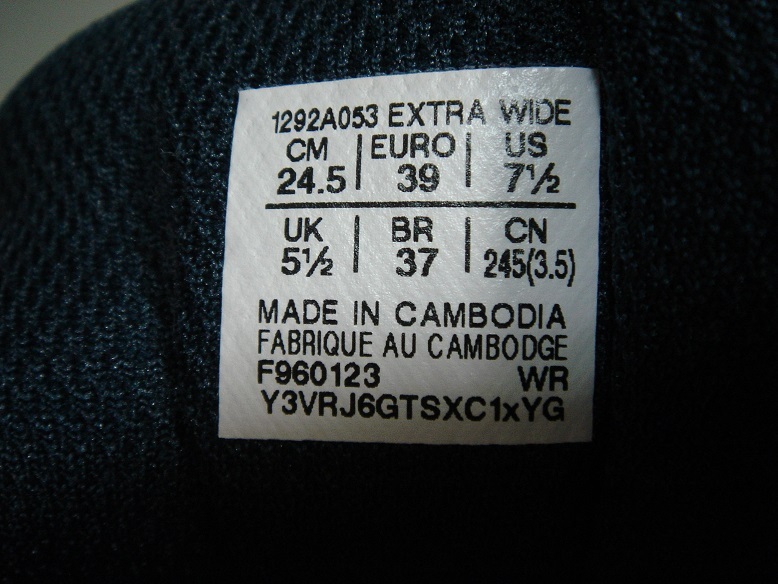 1292A053 EXTRA WIDE
CM | EURO | US
24.5 | 39 | 7½
UK | BR | CN
5½ | 37 | 245(3.5)
MADE IN CAMBODIA
FABRIQUE AU CAMBODGE
F960123 WR
Y3VRJ6GTSXC1xYG